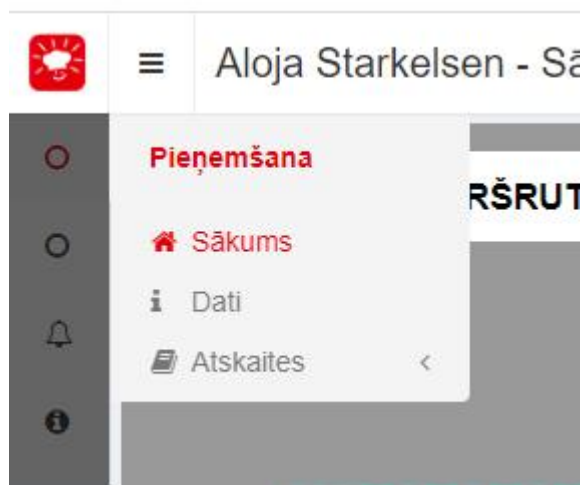 Aloja Starkelsen - Sā
Pieņemšana
RŠRUT
Sākums
Dati
Atskaites